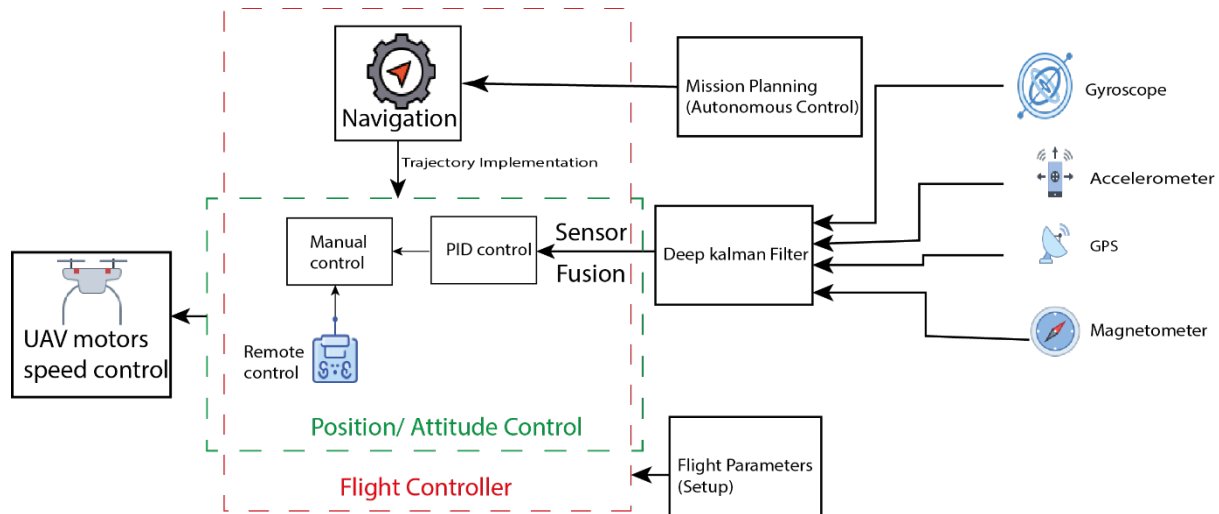 Navigation
Mission Planning
(Autonomous Control)
Gyroscope
Trajectory Implementation
Accelerometer
Manual
control
PID control
Sensor
Fusion
Deep kalman Filter
GPS
UAV motors
speed control
Remote
control
Magnetometer
Position/ Attitude Control
Flight Parameters
(Setup)
Flight Controller